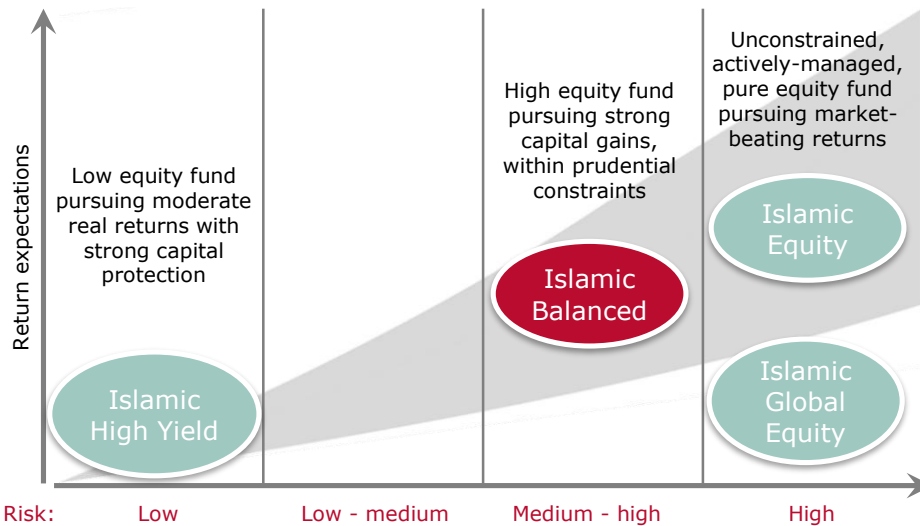 Return expectations
Low equity fund
pursuing moderate
real returns with
strong capital
protection
High equity fund
pursuing strong
capital gains,
within prudential
constraints
Unconstrained,
actively-managed,
pure equity fund
pursuing market-
beating returns
Islamic
High Yield
Islamic
Balanced
Islamic
Equity
Islamic
Global
Equity
Risk: Low Low - medium Medium - high High